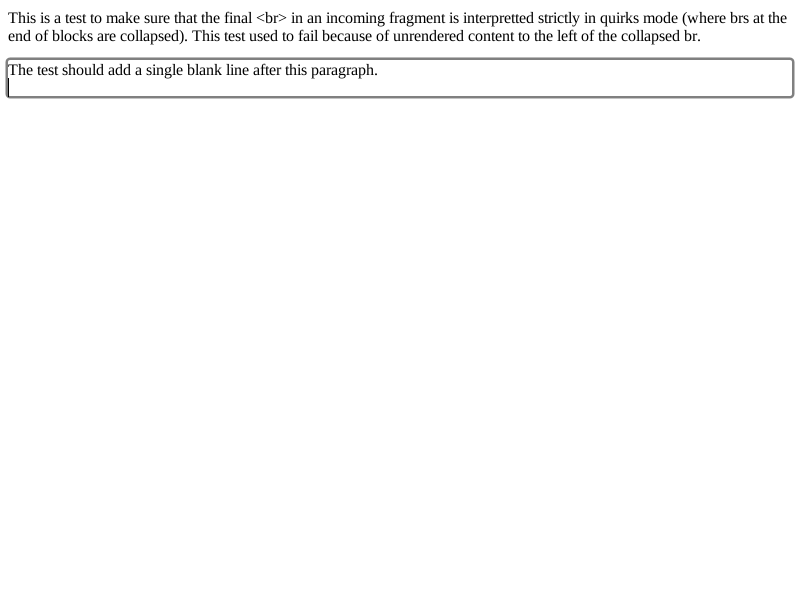 This is a test to make sure that the final <br> in an incoming fragment is interpretted strictly in quirks mode (where brs at the
end of blocks are collapsed). This test used to fail because of unrendered content to the left of the collapsed br.
The test should add a single blank line after this paragraph.